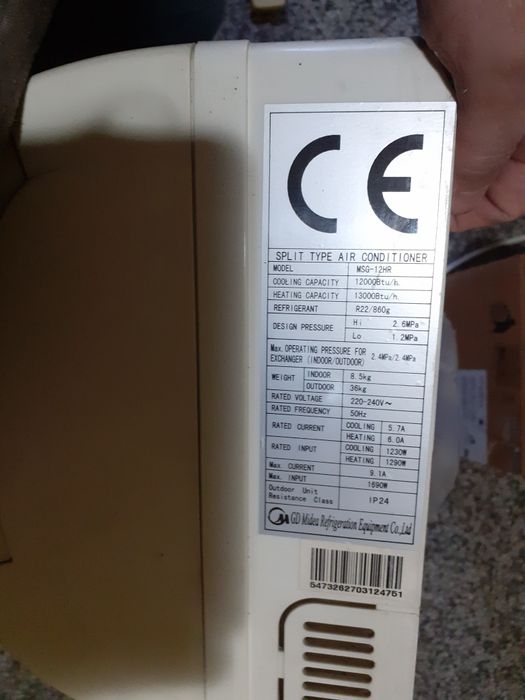 CE
SPLIT TYPE AIR CONDITIONER
MODEL MSG-12HR
COOLING CAPACITY 12000Btu/h.
HEATING CAPACITY 13000Btu/h.
REFRIGERANT R22/860g
DESIGN PRESSURE Hi 2.6MPa
Lo 1.2MPa
Max. OPERATING PRESSURE FOR
EXCHANGER (INDOOR/OUTDOOR) 2.4MPa/2.4MPa
WEIGHT INDOOR 8.5kg
OUTDOOR 36kg
RATED VOLTAGE 220-240V~
RATED FREQUENCY 50Hz
RATED CURRENT COOLING 5.7A
HEATING 6.0A
RATED INPUT COOLING 1230W
HEATING 1290W
Max. CURRENT 9.1A
Max. INPUT 1690W
Outdoor Unit
Resistance Class IP24
GD Midea Refrigeration Equipment Co.,Ltd
5473262703124751